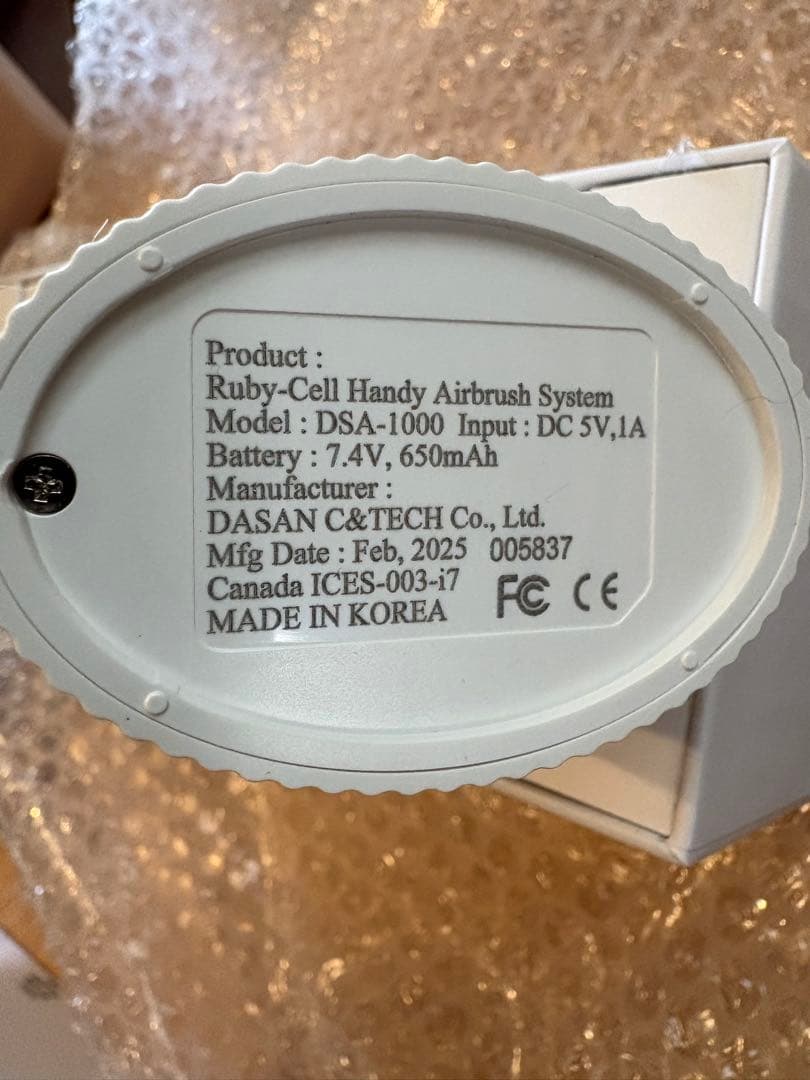 Product :
Ruby-Cell Handy Airbrush System
Model : DSA-1000 Input : DC 5V,1A
Battery : 7.4V, 650mAh
Manufacturer :
DASAN C&TECH Co., Ltd.
Mfg Date : Feb, 2025 005837
Canada ICES-003-i7 FC CE
MADE IN KOREA